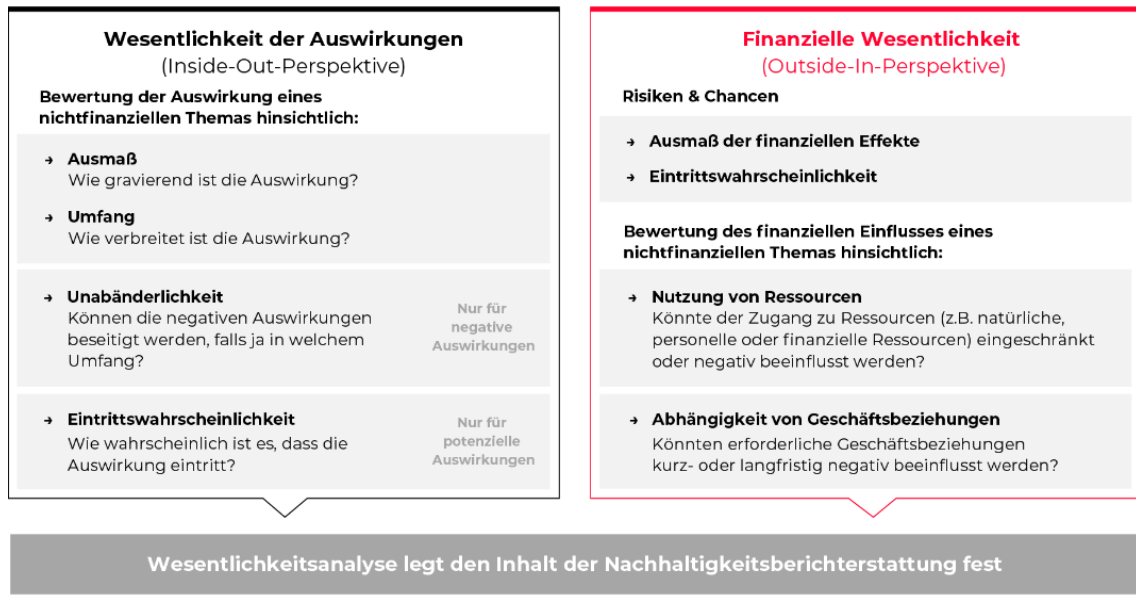 Wesentlichkeit der Auswirkungen
(Inside-Out-Perspektive)
Bewertung der Auswirkung eines
nichtfinanziellen Themas hinsichtlich:
→ Ausmaß
Wie gravierend ist die Auswirkung?
→ Umfang
Wie verbreitet ist die Auswirkung?
→ Unabänderlichkeit
Können die negativen Auswirkungen
beseitigt werden, falls ja in welchem
Umfang?
Nur für
negative
Auswirkungen
→ Eintrittswahrscheinlichkeit
Wie wahrscheinlich ist es, dass die
Auswirkung eintritt?
Nur für
potenzielle
Auswirkungen
Finanzielle Wesentlichkeit
(Outside-In-Perspektive)
Risiken & Chancen
→ Ausmaß der finanziellen Effekte
→ Eintrittswahrscheinlichkeit
Bewertung des finanziellen Einflusses eines
nichtfinanziellen Themas hinsichtlich:
→ Nutzung von Ressourcen
Könnte der Zugang zu Ressourcen (z.B. natürliche,
personelle oder finanzielle Ressourcen) eingeschränkt
oder negativ beeinflusst werden?
→ Abhängigkeit von Geschäftsbeziehungen
Könnten erforderliche Geschäftsbeziehungen
kurz- oder langfristig negativ beeinflusst werden?
Wesentlichkeitsanalyse legt den Inhalt der Nachhaltigkeitsberichterstattung fest